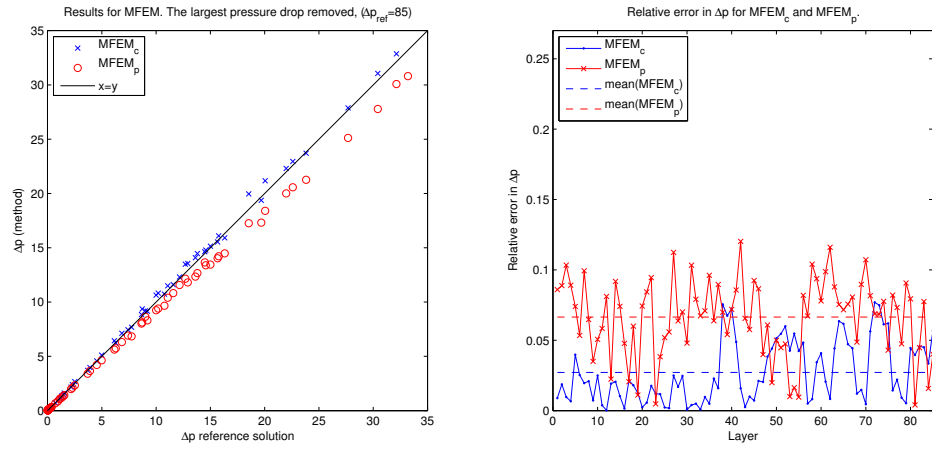 Results for MFEM. The largest pressure drop removed, (Δp_ref=85)
MFEM_c
MFEM_p
x=y
35
30
25
20
15
10
5
0
0 5 10 15 20 25 30 35
Δp (method)
Δp reference solution
Relative error in Δp for MFEM_c and MFEM_p.
MFEM_c
MFEM_p
mean(MFEM_c)
mean(MFEM_p)
0.25
0.2
0.15
0.1
0.05
0
0 10 20 30 40 50 60 70 80
Relative error in Δp
Layer